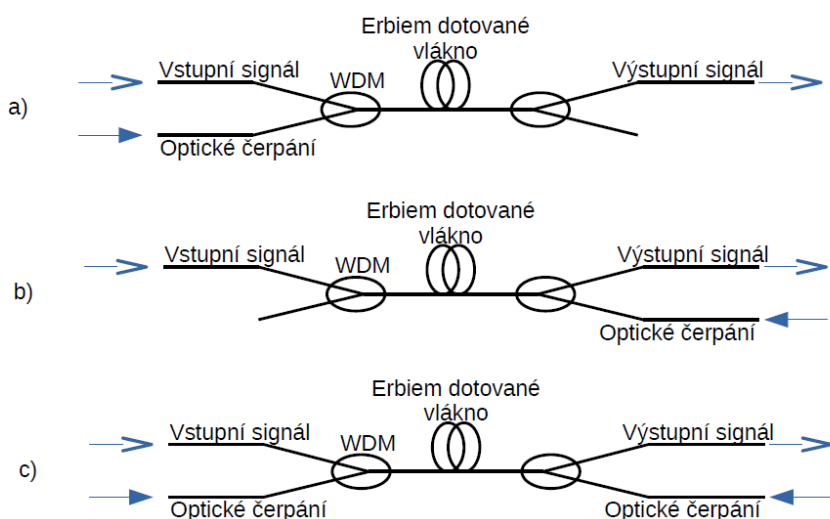 Erbiem dotované
vlákno
Vstupní signál
WDM
Výstupní signál
a)
Optické čerpání
Erbiem dotované
vlákno
Vstupní signál
WDM
Výstupní signál
b)
Optické čerpání
Erbiem dotované
vlákno
Vstupní signál
WDM
Výstupní signál
c)
Optické čerpání
Optické čerpání